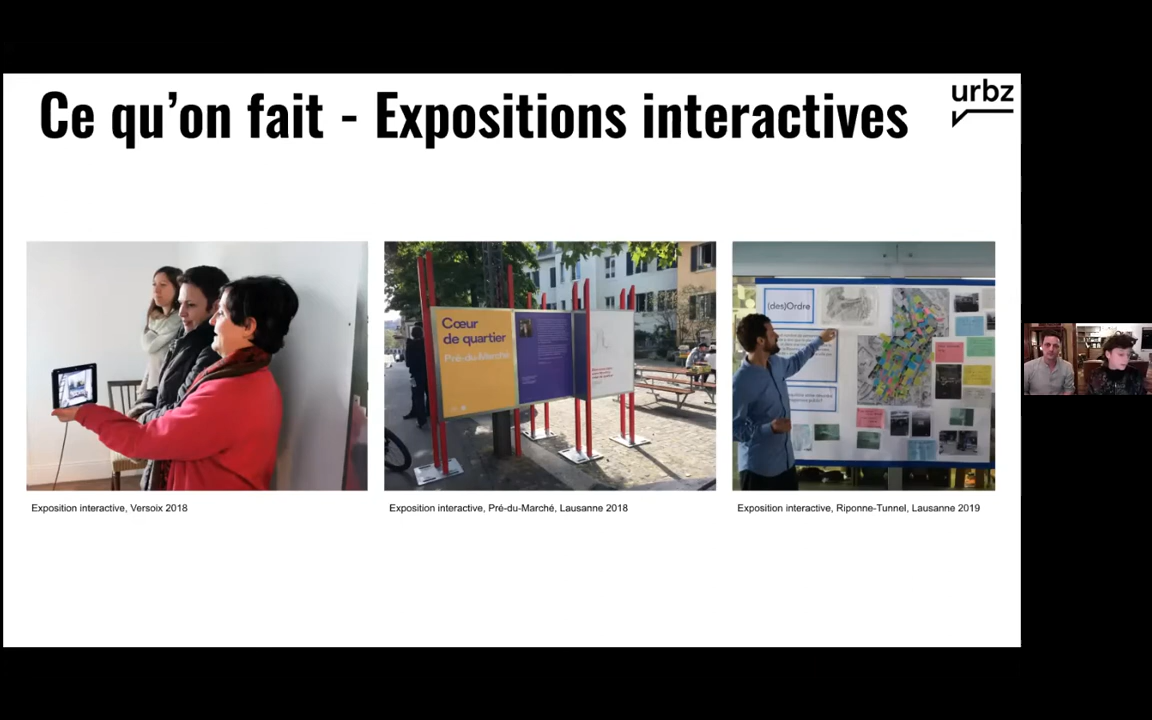 Ce qu'on fait - Expositions interactives
urbz
Cœur
de quartier
Pré-du-Marché
(des)Ordre
Exposition interactive, Versoix 2018
Exposition interactive, Pré-du-Marché, Lausanne 2018
Exposition interactive, Riponne-Tunnel, Lausanne 2019